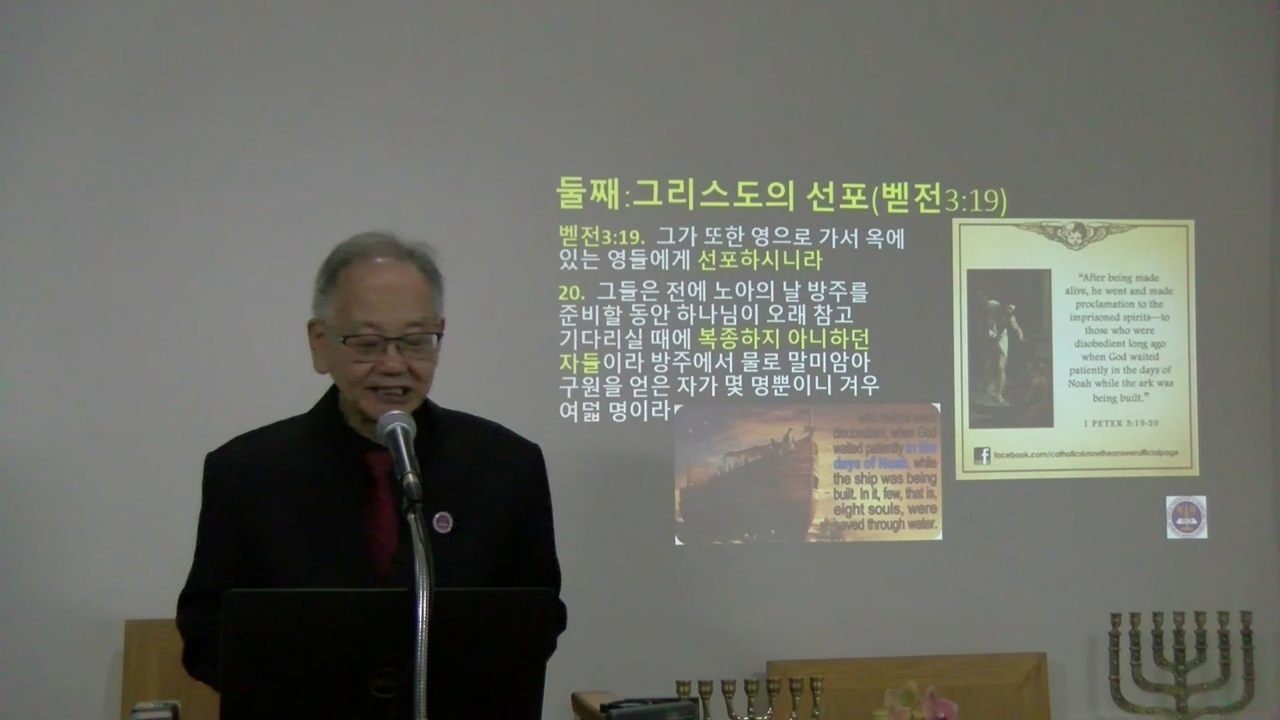 둘째:그리스도의 선포(벧전3:19)
벧전3:19. 그가 또한 영으로 가서 옥에
있는 영들에게 선포하시니라
20. 그들은 전에 노아의 날 방주를
준비할 동안 하나님이 오래 참고
기다리실 때에 복종하지 아니하던
자들이라 방주에서 물로 말미암아
구원을 얻은 자가 몇 명뿐이니 겨우
여덟 명이라
disobedient, when God
waited patiently in the
days of Noah, while
the ship was being
built. In it, few, that is,
eight souls, were
saved through water.
“After being made
alive, he went and made
proclamation to the
imprisoned spirits—to
those who were
disobedient long ago
when God waited
patiently in the days of
Noah while the ark was
being built.”
1 PETER 3:19-20
f facebook.com/catholicsknowtheanswerofficialpage
DELL